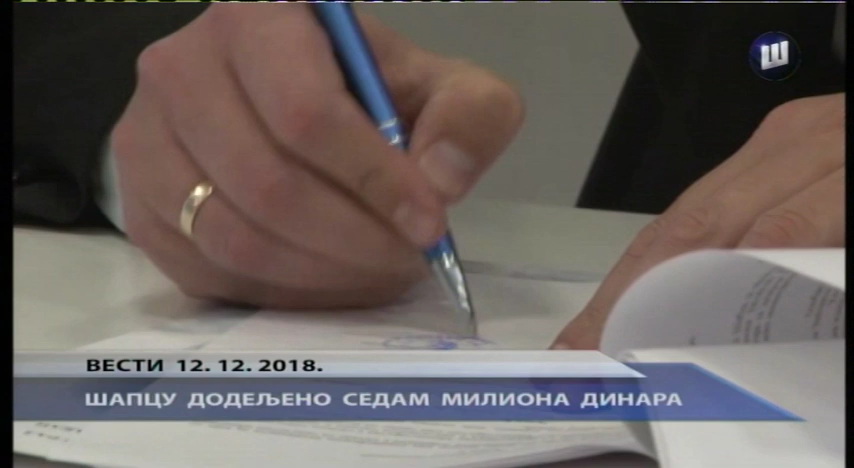 Ш
ВЕСТИ 12. 12. 2018.
ШАПЦУ ДОДЕЉЕНО СЕДАМ МИЛИОНА ДИНАРА